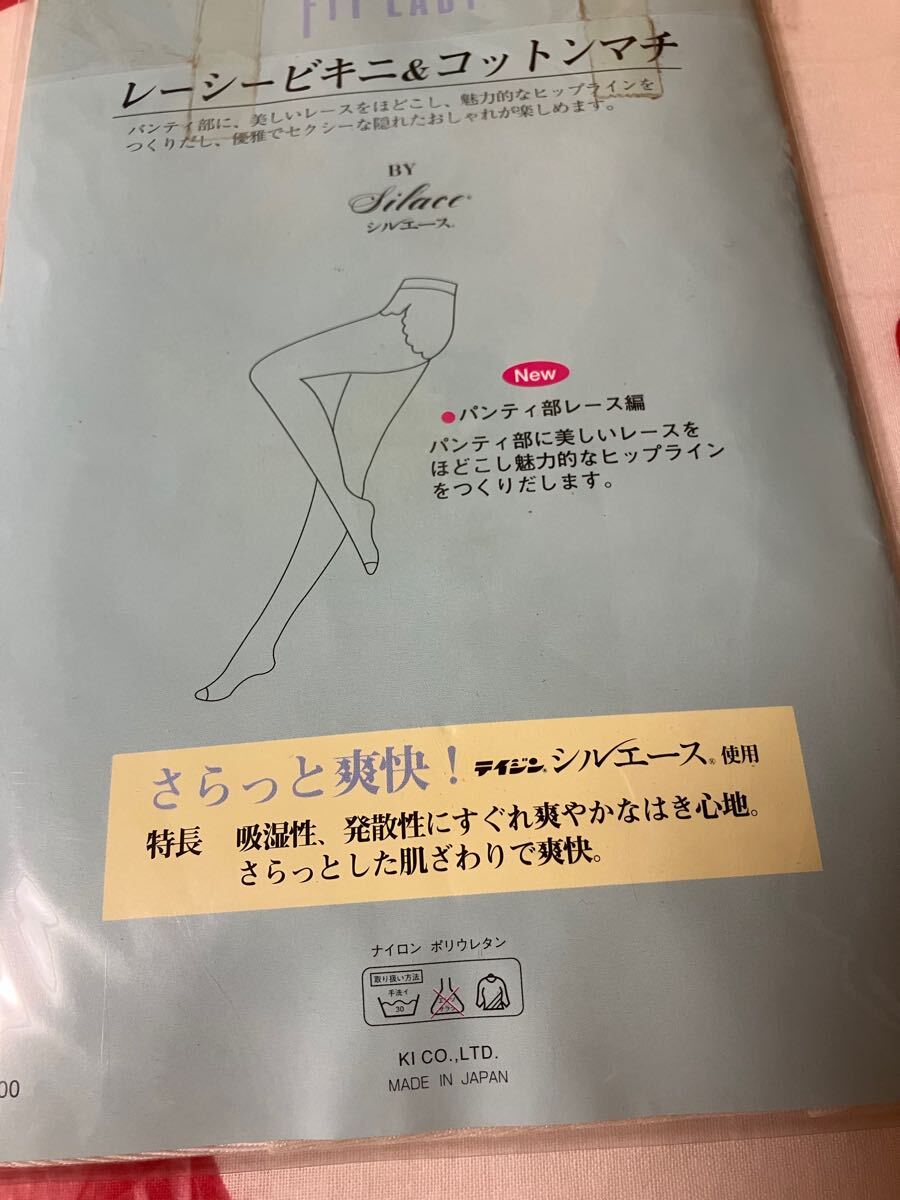 FIT LADY
レーシービキニ&コットンマチ
パンティ部に、美しいレースをほどこし、魅力的なヒップラインを
つくりだし、優雅でセクシーな隠れたおしゃれが楽しめます。
BY
Silace
シルエース
New
●パンティ部レース編
パンティ部に美しいレースを
ほどこし魅力的なヒップライン
をつくりだします。
さらっと爽快! テイジン® シルエース® 使用
特長 吸湿性、発散性にすぐれ爽やかなはき心地。
さらっとした肌ざわりで爽快。
ナイロン ポリウレタン
取り扱い方法
手洗イ
30
エンソ
サラシ
KI CO.,LTD.
MADE IN JAPAN
00